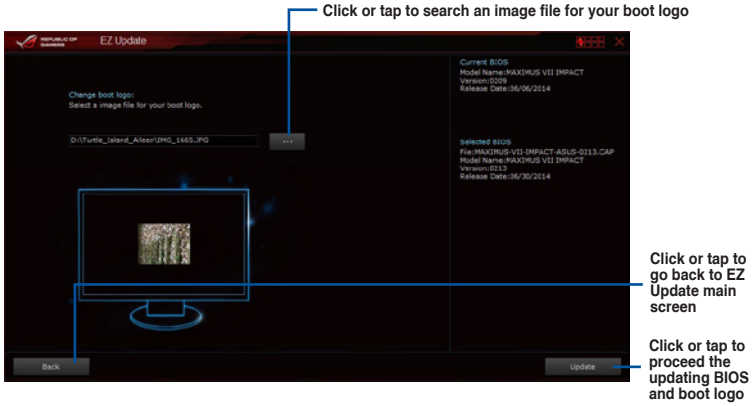 Click or tap to search an image file for your boot logo
REPUBLIC OF
GAMERS
EZ Update
Current BIOS
Model Name:MAXIMUS VII IMPACT
Version:0209
Release Date:06/06/2014
Change boot logo:
Select a image file for your boot logo.
D:\Turtle_Island_Aileen\IMG_1665.JPG
...
Selected BIOS
File:MAXIMUS-VII-IMPACT-ASUS-0213.CAP
Model Name:MAXIMUS VII IMPACT
Version:0213
Release Date:06/30/2014
Click or tap to
go back to EZ
Update main
screen
Back
Update
Click or tap to
proceed the
updating BIOS
and boot logo